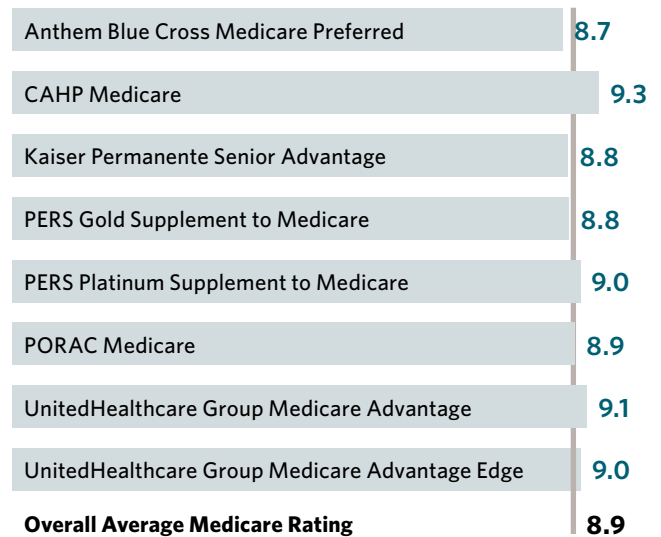 Anthem Blue Cross Medicare Preferred 8.7
CAHP Medicare 9.3
Kaiser Permanente Senior Advantage 8.8
PERS Gold Supplement to Medicare 8.8
PERS Platinum Supplement to Medicare 9.0
PORAC Medicare 8.9
UnitedHealthcare Group Medicare Advantage 9.1
UnitedHealthcare Group Medicare Advantage Edge 9.0
Overall Average Medicare Rating 8.9